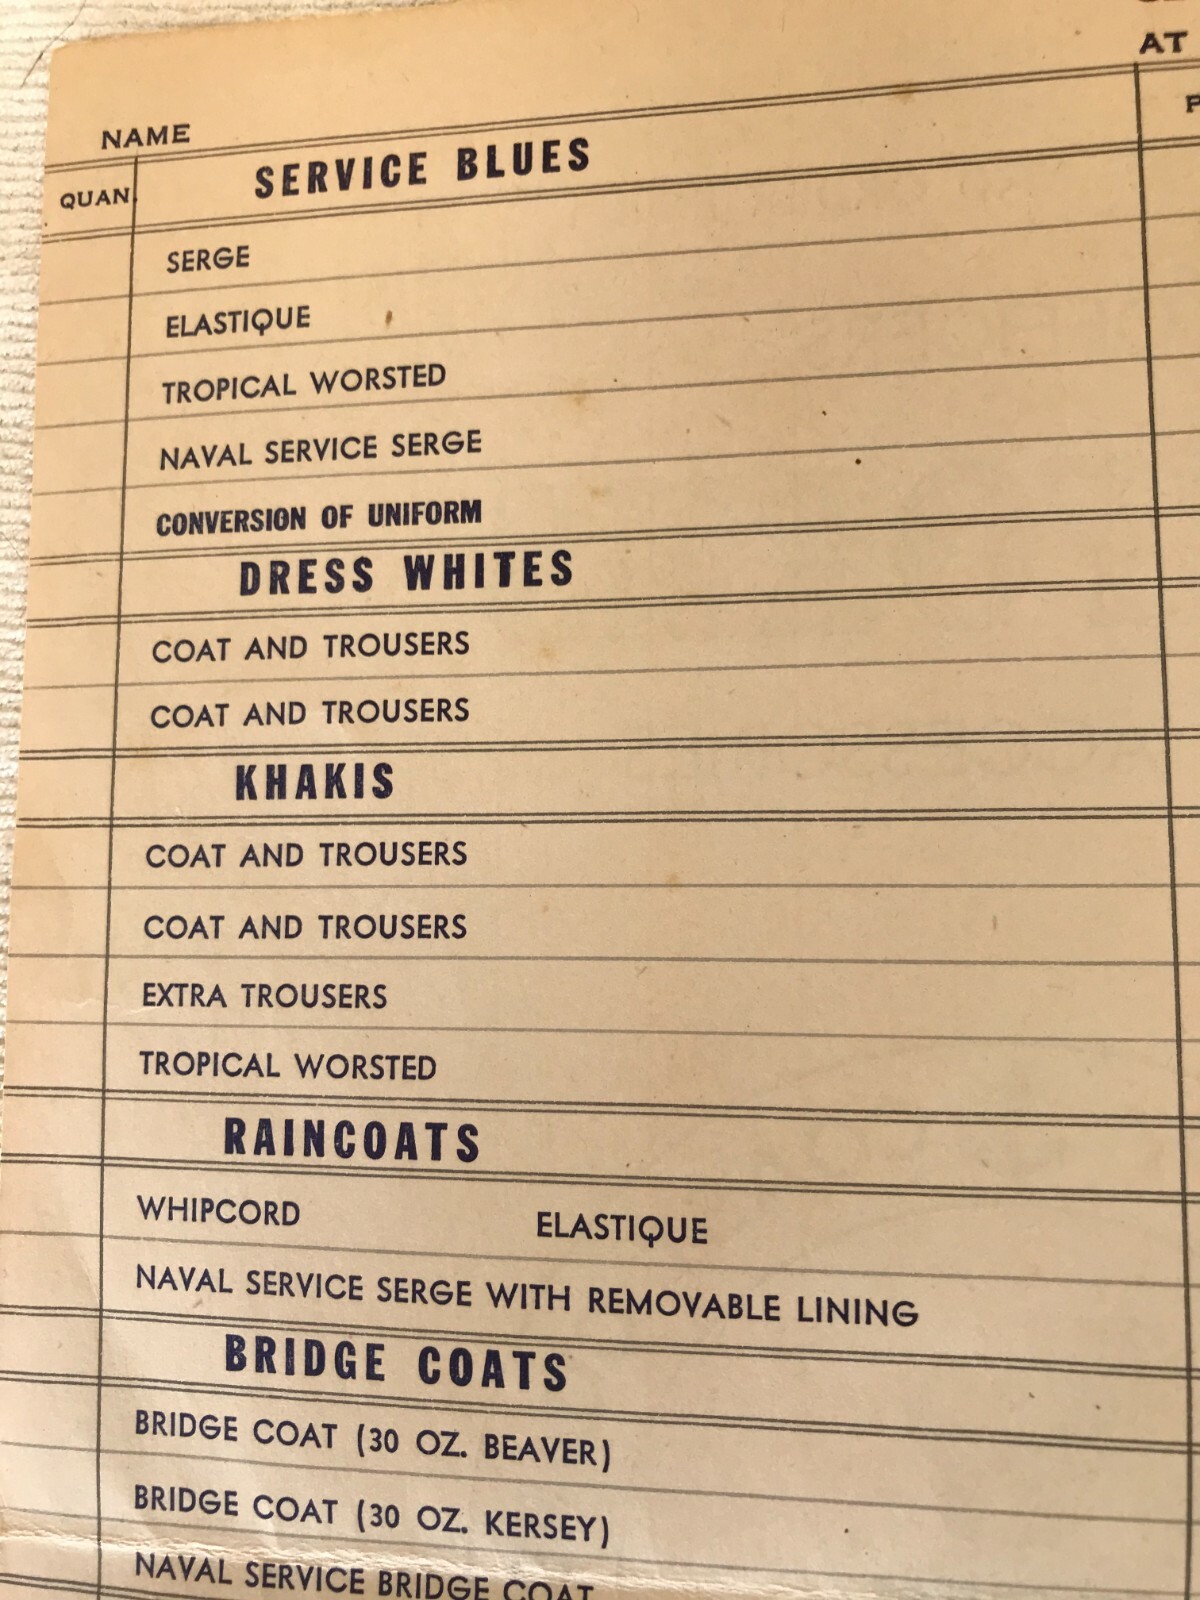 AT
NAME
QUAN. SERVICE BLUES
SERGE
ELASTIQUE
TROPICAL WORSTED
NAVAL SERVICE SERGE
CONVERSION OF UNIFORM
DRESS WHITES
COAT AND TROUSERS
COAT AND TROUSERS
KHAKIS
COAT AND TROUSERS
COAT AND TROUSERS
EXTRA TROUSERS
TROPICAL WORSTED
RAINCOATS
WHIPCORD ELASTIQUE
NAVAL SERVICE SERGE WITH REMOVABLE LINING
BRIDGE COATS
BRIDGE COAT (30 OZ. BEAVER)
BRIDGE COAT (30 OZ. KERSEY)
NAVAL SERVICE BRIDGE COAT